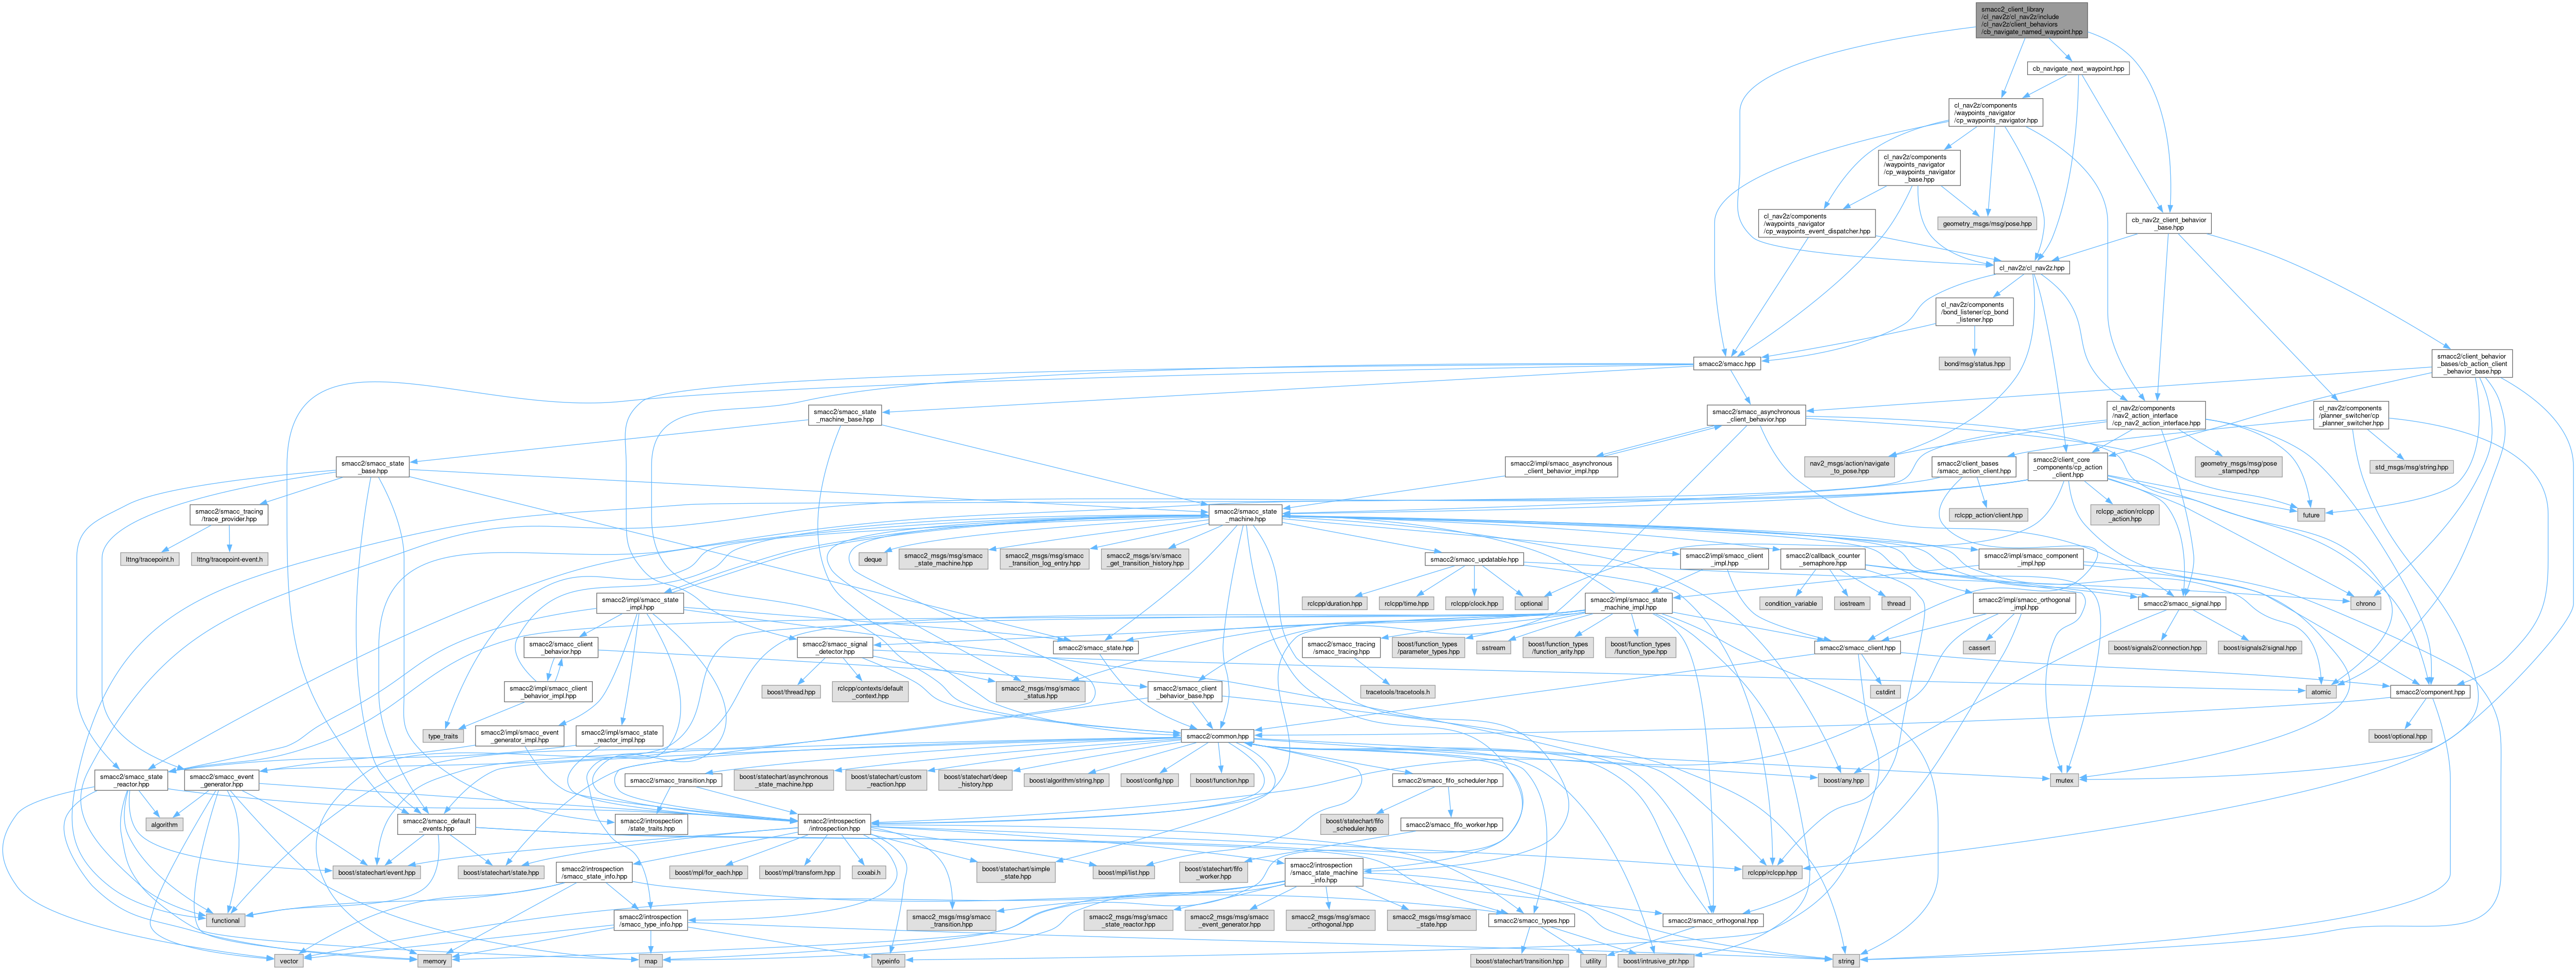 smacc2_client_library
/cl_nav2z/cl_nav2z/include
/cl_nav2z/client_behaviors
/cb_navigate_named_waypoint.hpp
cb_navigate_next_waypoint.hpp
cl_nav2z/components
/waypoints_navigator
/cp_waypoints_navigator.hpp
cl_nav2z/components
/waypoints_navigator
/cp_waypoints_navigator
_base.hpp
cl_nav2z/components
/waypoints_navigator
/cp_waypoints_event_dispatcher.hpp
geometry_msgs/msg/pose.hpp
cb_nav2z_client_behavior
_base.hpp
cl_nav2z/cl_nav2z.hpp
cl_nav2z/components
/bond_listener/cp_bond
_listener.hpp
smacc2/smacc.hpp
bond/msg/status.hpp
smacc2/client_behavior
_bases/cb_action_client
_behavior_base.hpp
smacc2/smacc_state
_machine_base.hpp
smacc2/smacc_asynchronous
_client_behavior.hpp
cl_nav2z/components
/nav2_action_interface
/cp_nav2_action_interface.hpp
cl_nav2z/components
/planner_switcher/cp
_planner_switcher.hpp
smacc2/smacc_state
_base.hpp
smacc2/impl/smacc_asynchronous
_client_behavior_impl.hpp
nav2_msgs/action/navigate
_to_pose.hpp
smacc2/client_bases
/smacc_action_client.hpp
smacc2/client_core
_components/cp_action
_client.hpp
geometry_msgs/msg/pose
_stamped.hpp
std_msgs/msg/string.hpp
smacc2/smacc_tracing
/trace_provider.hpp
smacc2/smacc_state
_machine.hpp
rclcpp_action/client.hpp
rclcpp_action/rclcpp
_action.hpp
future
lttng/tracepoint.h
lttng/tracepoint-event.h
deque
smacc2_msgs/msg/smacc
_state_machine.hpp
smacc2_msgs/msg/smacc
_transition_log_entry.hpp
smacc2_msgs/srv/smacc
_get_transition_history.hpp
smacc2/smacc_updatable.hpp
smacc2/impl/smacc_client
_impl.hpp
smacc2/callback_counter
_semaphore.hpp
smacc2/impl/smacc_component
_impl.hpp
smacc2/impl/smacc_state
_impl.hpp
rclcpp/duration.hpp
rclcpp/time.hpp
rclcpp/clock.hpp
optional
smacc2/impl/smacc_state
_machine_impl.hpp
condition_variable
iostream
thread
smacc2/impl/smacc_orthogonal
_impl.hpp
smacc2/smacc_signal.hpp
chrono
smacc2/smacc_client
_behavior.hpp
smacc2/smacc_signal
_detector.hpp
smacc2/smacc_state.hpp
smacc2/smacc_tracing
/smacc_tracing.hpp
boost/function_types
/parameter_types.hpp
sstream
boost/function_types
/function_arity.hpp
boost/function_types
/function_type.hpp
smacc2/smacc_client.hpp
cassert
boost/signals2/connection.hpp
boost/signals2/signal.hpp
smacc2/impl/smacc_client
_behavior_impl.hpp
boost/thread.hpp
rclcpp/contexts/default
_context.hpp
smacc2_msgs/msg/smacc
_status.hpp
smacc2/smacc_client
_behavior_base.hpp
tracetools/tracetools.h
cstdint
atomic
smacc2/component.hpp
type_traits
smacc2/impl/smacc_event
_generator_impl.hpp
smacc2/impl/smacc_state
_reactor_impl.hpp
smacc2/common.hpp
boost/optional.hpp
smacc2/smacc_state
_reactor.hpp
smacc2/smacc_event
_generator.hpp
smacc2/smacc_transition.hpp
boost/statechart/asynchronous
_state_machine.hpp
boost/statechart/custom
_reaction.hpp
boost/statechart/deep
_history.hpp
boost/algorithm/string.hpp
boost/config.hpp
boost/function.hpp
smacc2/smacc_fifo_scheduler.hpp
boost/any.hpp
mutex
algorithm
smacc2/smacc_default
_events.hpp
smacc2/introspection
/state_traits.hpp
smacc2/introspection
/introspection.hpp
boost/statechart/fifo
_scheduler.hpp
smacc2/smacc_fifo_worker.hpp
boost/statechart/event.hpp
boost/statechart/state.hpp
smacc2/introspection
/smacc_state_info.hpp
boost/mpl/for_each.hpp
boost/mpl/transform.hpp
cxxabi.h
boost/statechart/simple
_state.hpp
boost/mpl/list.hpp
boost/statechart/fifo
_worker.hpp
smacc2/introspection
/smacc_state_machine
_info.hpp
rclcpp/rclcpp.hpp
functional
smacc2/introspection
/smacc_type_info.hpp
smacc2_msgs/msg/smacc
_transition.hpp
smacc2_msgs/msg/smacc
_state_reactor.hpp
smacc2_msgs/msg/smacc
_event_generator.hpp
smacc2_msgs/msg/smacc
_orthogonal.hpp
smacc2_msgs/msg/smacc
_state.hpp
smacc2/smacc_types.hpp
smacc2/smacc_orthogonal.hpp
vector
memory
map
typeinfo
boost/statechart/transition.hpp
utility
boost/intrusive_ptr.hpp
string